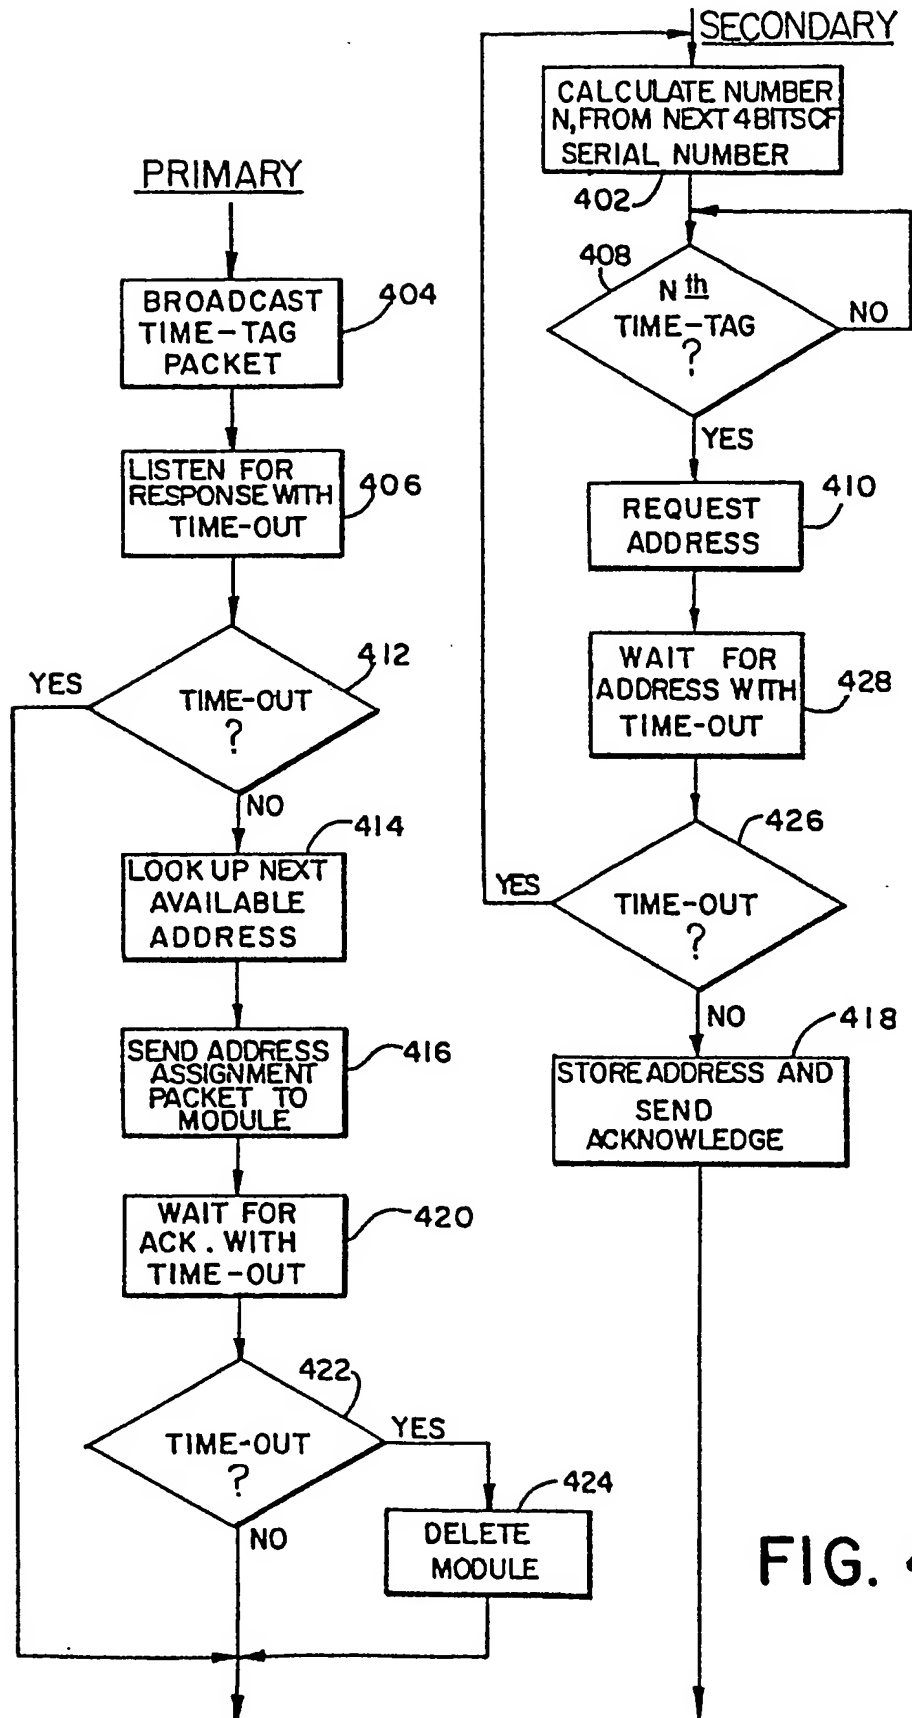 PRIMARY
BROADCAST
TIME-TAG
PACKET
404
LISTEN FOR
RESPONSE WITH
TIME-OUT
406
412
YES
TIME-OUT
?
NO
414
LOOK UP NEXT
AVAILABLE
ADDRESS
SEND ADDRESS
ASSIGNMENT
PACKET TO
MODULE
416
WAIT FOR
ACK. WITH
TIME-OUT
420
422
TIME-OUT
?
YES
NO
424
DELETE
MODULE
SECONDARY
CALCULATE NUMBER
N, FROM NEXT 4 BITS CF
SERIAL NUMBER
402
408
Nth
TIME-TAG
?
NO
YES
410
REQUEST
ADDRESS
WAIT FOR
ADDRESS WITH
TIME-OUT
428
426
YES
TIME-OUT
?
NO
418
STORE ADDRESS AND
SEND
ACKNOWLEDGE
FIG. 4